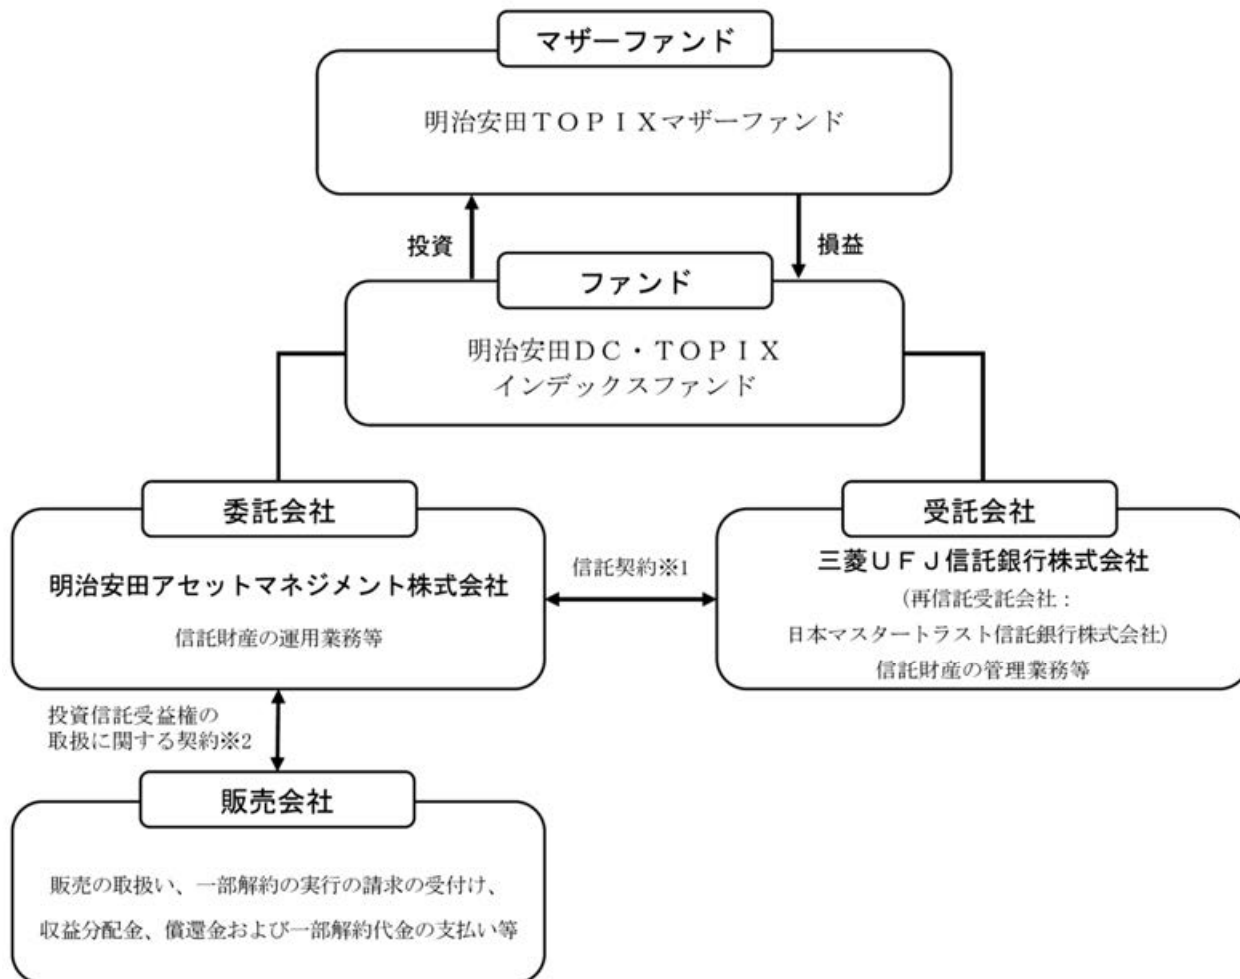 マザーファンド
明治安田ＴＯＰＩＸマザーファンド
投資
損益
ファンド
明治安田ＤＣ・ＴＯＰＩＸ
インデックスファンド
委託会社
明治安田アセットマネジメント株式会社
信託財産の運用業務等
信託契約※1
受託会社
三菱ＵＦＪ信託銀行株式会社
（再信託受託会社：
日本マスタートラスト信託銀行株式会社）
信託財産の管理業務等
投資信託受益権の
取扱に関する契約※2
販売会社
販売の取扱い、一部解約の実行の請求の受付け、
収益分配金、償還金および一部解約代金の支払い等